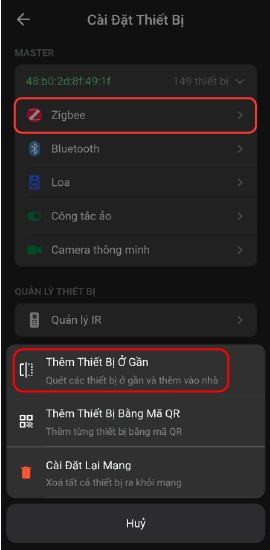 Cài Đặt Thiết Bị
MASTER
48:b0:2d:8f:49:1f 149 thiết bị
Zigbee
Bluetooth
Loa
Công tắc ảo
Camera thông minh
QUẢN LÝ THIẾT BỊ
Quản lý IR
Thêm Thiết Bị Ở Gần
Quét các thiết bị ở gần và thêm vào nhà
Thêm Thiết Bị Bằng Mã QR
Thêm từng thiết bị bằng mã QR
Cài Đặt Lại Mạng
Xoá tất cả thiết bị ra khỏi mạng
Huỷ